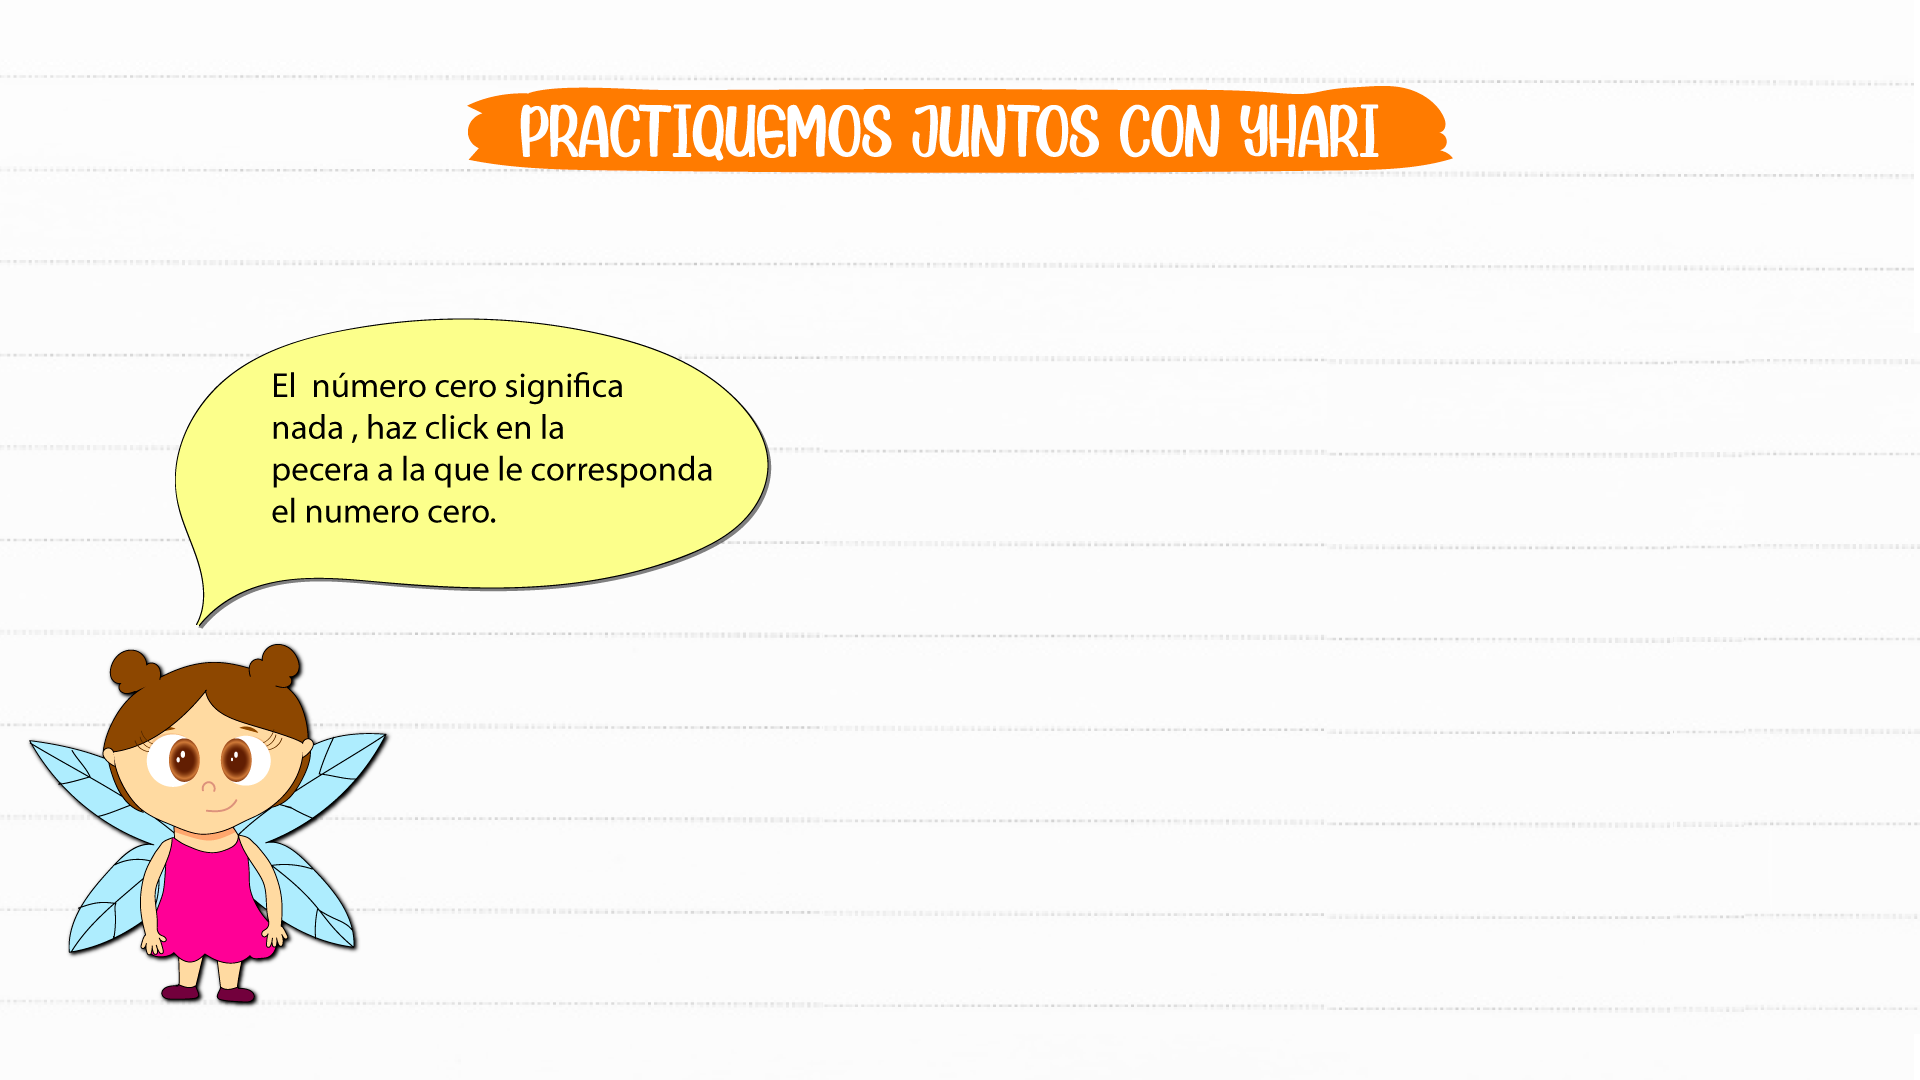 PRACTIQUEMOS JUNTOS CON YHARI
El número cero significa
nada , haz click en la
pecera a la que le corresponda
el numero cero.